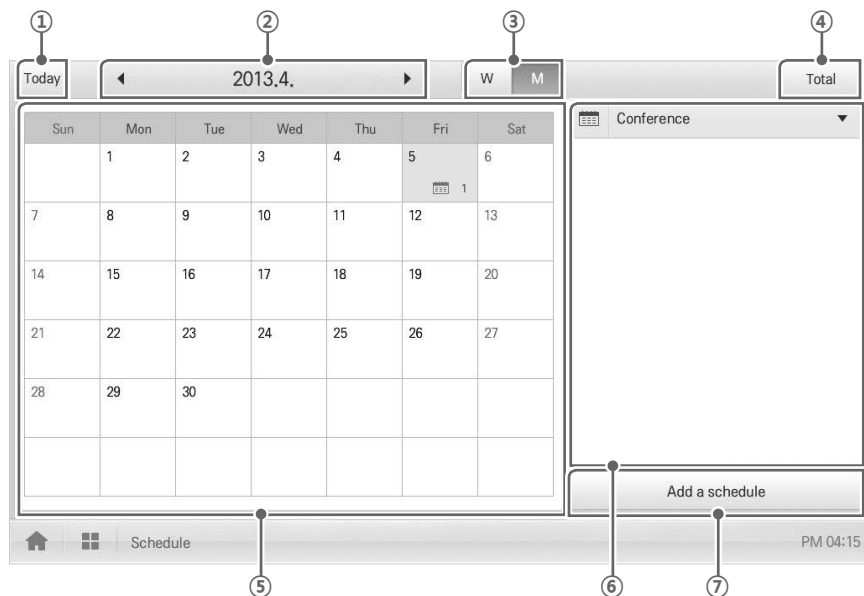 ① ② ③ ④
Today 2013.4. W M Total
Sun Mon Tue Wed Thu Fri Sat
Conference
1 2 3 4 5 6
1
7 8 9 10 11 12 13
14 15 16 17 18 19 20
21 22 23 24 25 26 27
28 29 30
Add a schedule
Schedule PM 04:15
⑤ ⑥ ⑦